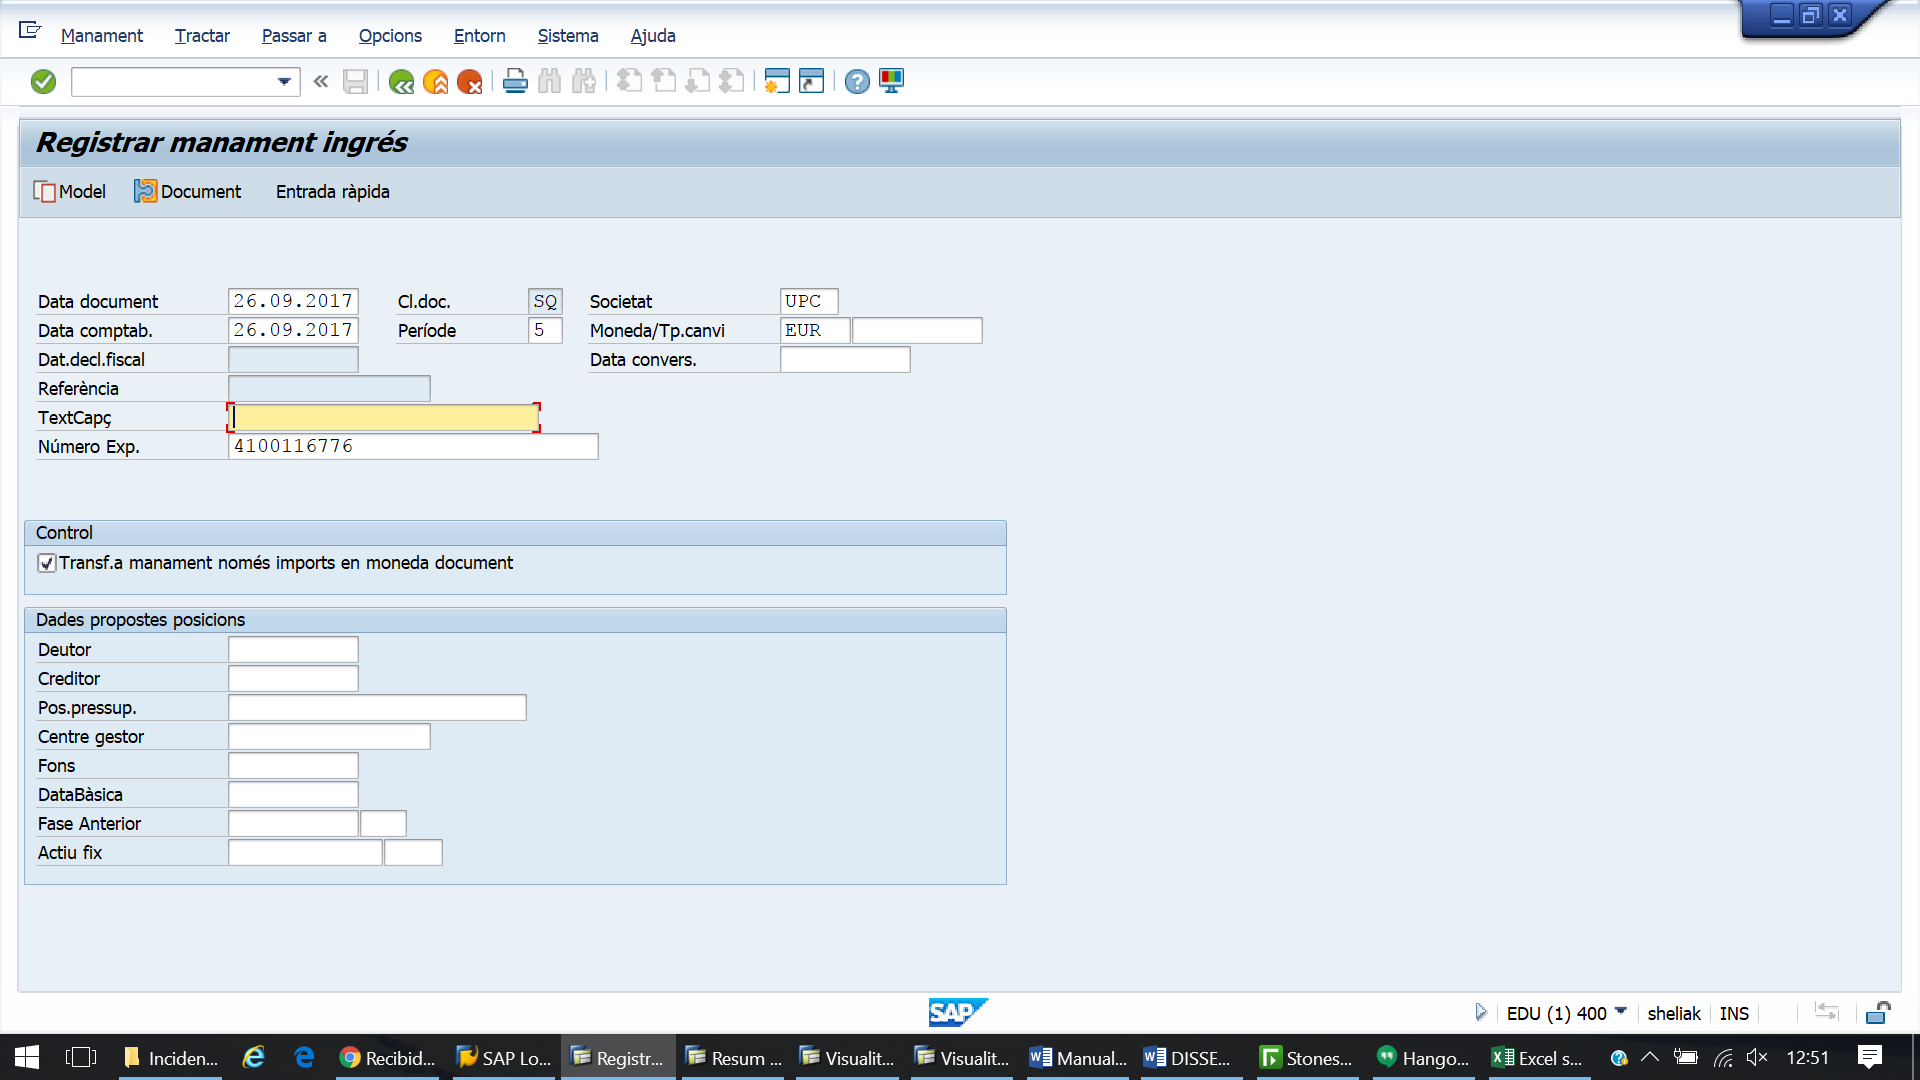 Manament Tractar Passar a Opcions Entorn Sistema Ajuda
Registrar manament ingrés
Model Document Entrada ràpida
Data document 26.09.2017 Cl.doc. SQ Societat UPC
Data comptab. 26.09.2017 Període 5 Moneda/Tp.canvi EUR
Dat.decl.fiscal Data convers.
Referència
TextCapç
Número Exp. 4100116776
Control
Transf.a manament només imports en moneda document
Dades propostes posicions
Deutor
Creditor
Pos.pressup.
Centre gestor
Fons
DataBàsica
Fase Anterior
Actiu fix
SAP EDU (1) 400 sheliak INS
Inciden... Recibid... SAP Lo... Registr... Resum ... Visualit... Visualit... Manual... DISSE... Stones... Hango... Excel s... 12:51